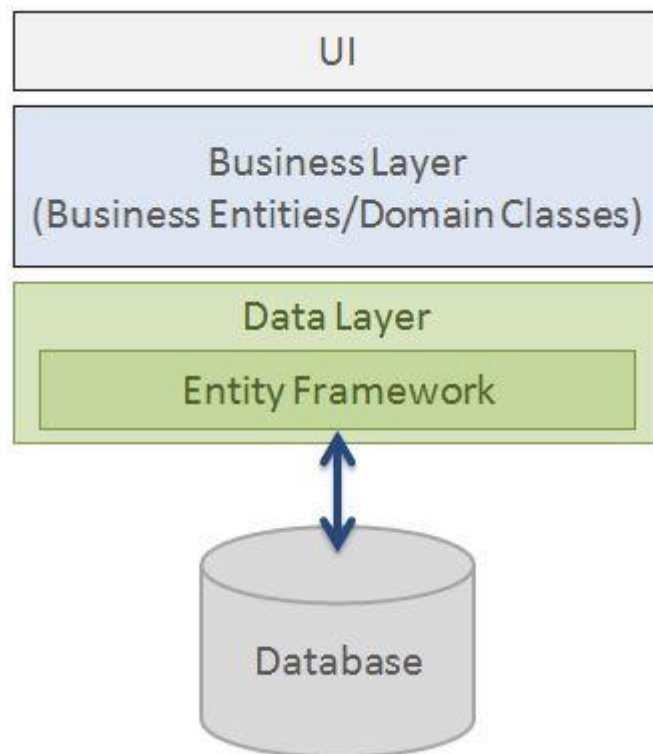 UI
Business Layer
(Business Entities/Domain Classes)
Data Layer
Entity Framework
Database